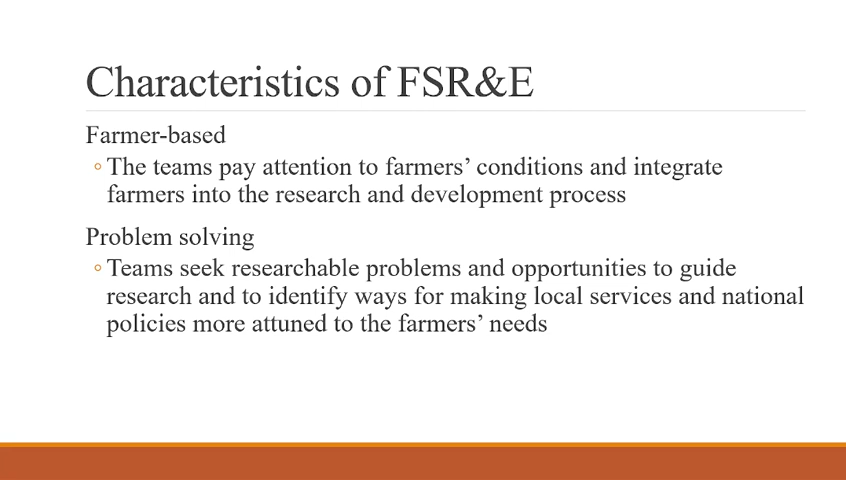 Characteristics of FSR&E
Farmer-based
◦The teams pay attention to farmers’ conditions and integrate
farmers into the research and development process
Problem solving
◦Teams seek researchable problems and opportunities to guide
research and to identify ways for making local services and national
policies more attuned to the farmers’ needs